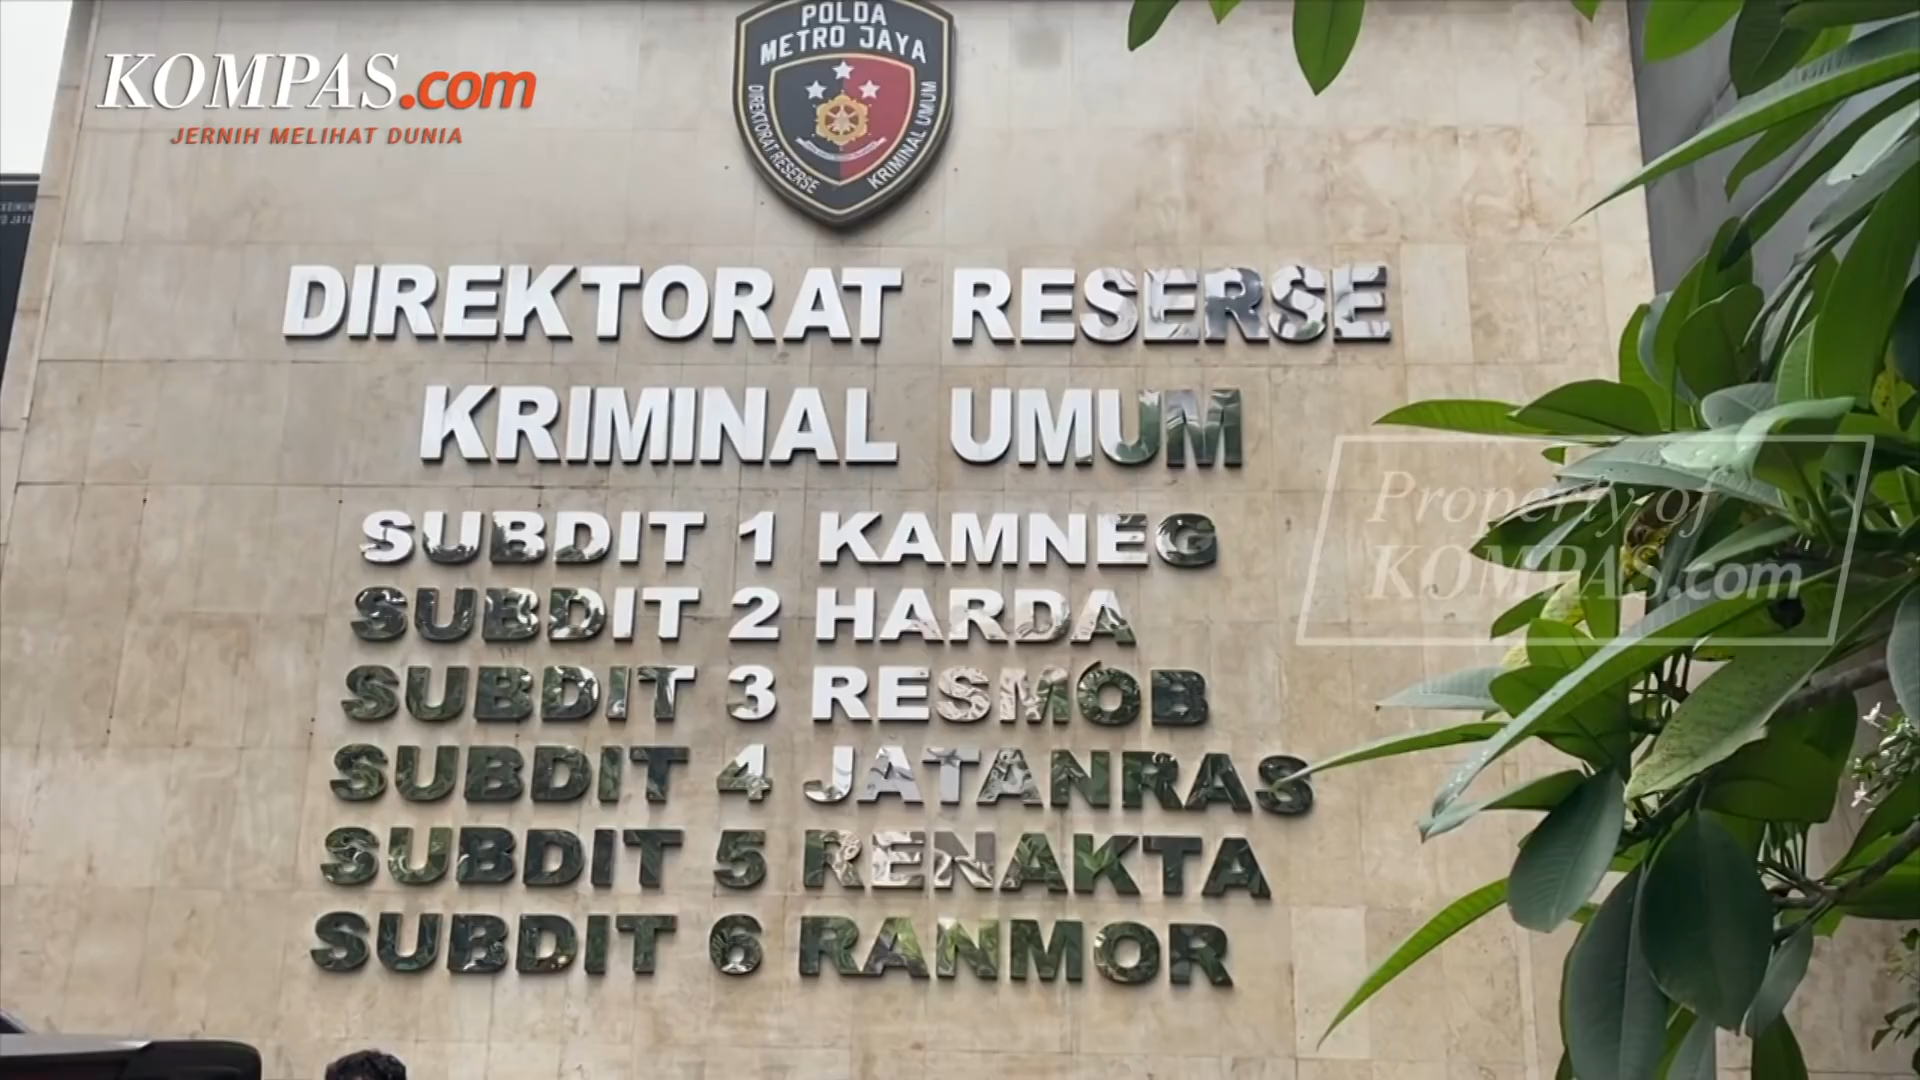 KOMPAS.com
JERNIH MELIHAT DUNIA
POLDA
METRO JAYA
DIREKTORAT RESERSE
KRIMINAL UMUM
DIREKTORAT RESERSE
KRIMINAL UMUM
SUBDIT 1 KAMNEG
SUBDIT 2 HARDA
SUBDIT 3 RESMOB
SUBDIT 4 JATANRAS
SUBDIT 5 RENAKTA
SUBDIT 6 RANMOR
Property of
KOMPAS.com